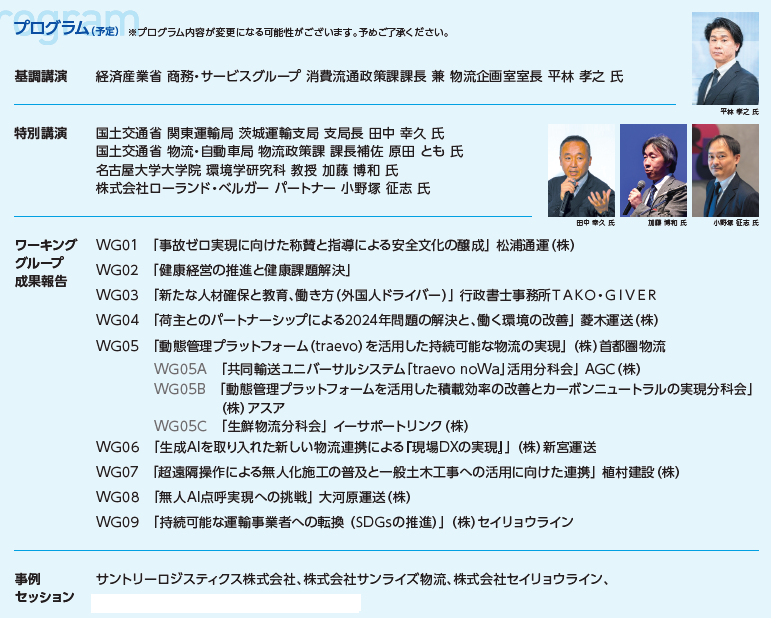 rogram
プログラム(予定) ※プログラム内容が変更になる可能性がございます。予めご了承ください。
基調講演 経済産業省 商務・サービスグループ 消費流通政策課課長 兼 物流企画室室長 平林 孝之 氏
平林 孝之 氏
特別講演 国土交通省 関東運輸局 茨城運輸支局 支局長 田中 幸久 氏
国土交通省 物流・自動車局 物流政策課 課長補佐 原田 とも 氏
名古屋大学大学院 環境学研究科 教授 加藤 博和 氏
株式会社ローランド・ベルガー パートナー 小野塚 征志 氏
田中 幸久 氏 加藤 博和 氏 小野塚 征志 氏
ワーキング
グループ
成果報告
WG01 「事故ゼロ実現に向けた称賛と指導による安全文化の醸成」 松浦通運(株)
WG02 「健康経営の推進と健康課題解決」
WG03 「新たな人材確保と教育、働き方(外国人ドライバー)」 行政書士事務所TAKO・GIVER
WG04 「荷主とのパートナーシップによる2024年問題の解決と、働く環境の改善」 菱木運送(株)
WG05 「動態管理プラットフォーム(traevo)を活用した持続可能な物流の実現」 (株)首都圏物流
WG05A 「共同輸送ユニバーサルシステム「traevo noWa」活用分科会」 AGC(株)
WG05B 「動態管理プラットフォームを活用した積載効率の改善とカーボンニュートラルの実現分科会」
(株)アスア
WG05C 「生鮮物流分科会」 イーサポートリンク(株)
WG06 「生成AIを取り入れた新しい物流連携による『現場DXの実現』」 (株)新宮運送
WG07 「超遠隔操作による無人化施工の普及と一般土木工事への活用に向けた連携」 植村建設(株)
WG08 「無人AI点呼実現への挑戦」 大河原運送(株)
WG09 「持続可能な運輸事業者への転換 (SDGsの推進)」 (株)セイリョウライン
事例
セッション
サントリーロジスティクス株式会社、株式会社サンライズ物流、株式会社セイリョウライン、